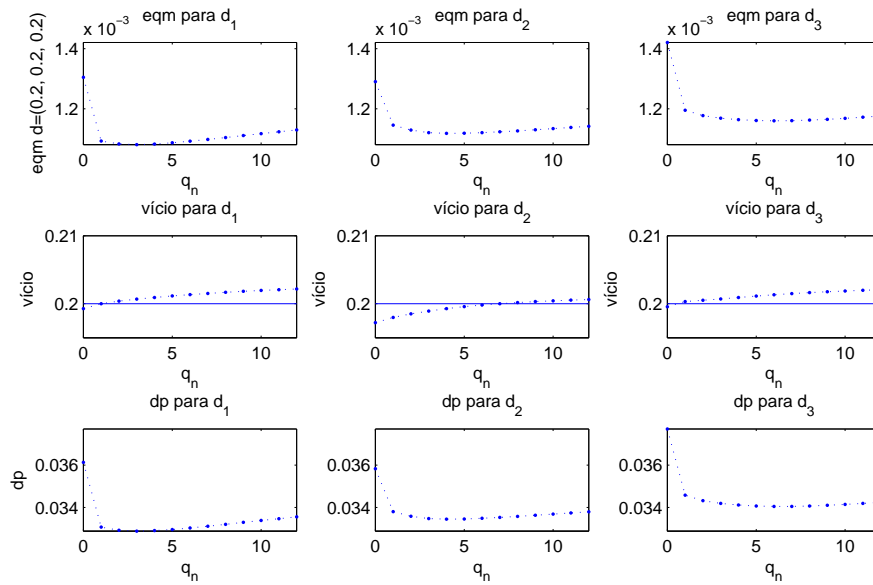 eqm para d1
x 10^-3
1.4
1.2
eqm d=(0.2, 0.2, 0.2)
0 5 10
q_n
eqm para d2
x 10^-3
1.4
1.2
0 5 10
q_n
eqm para d3
x 10^-3
1.4
1.2
0 5 10
q_n
vício para d1
0.21
0.2
vício
0 5 10
q_n
vício para d2
0.21
0.2
vício
0 5 10
q_n
vício para d3
0.21
0.2
vício
0 5 10
q_n
dp para d1
0.036
0.034
dp
0 5 10
q_n
dp para d2
0.036
0.034
0 5 10
q_n
dp para d3
0.036
0.034
0 5 10
q_n